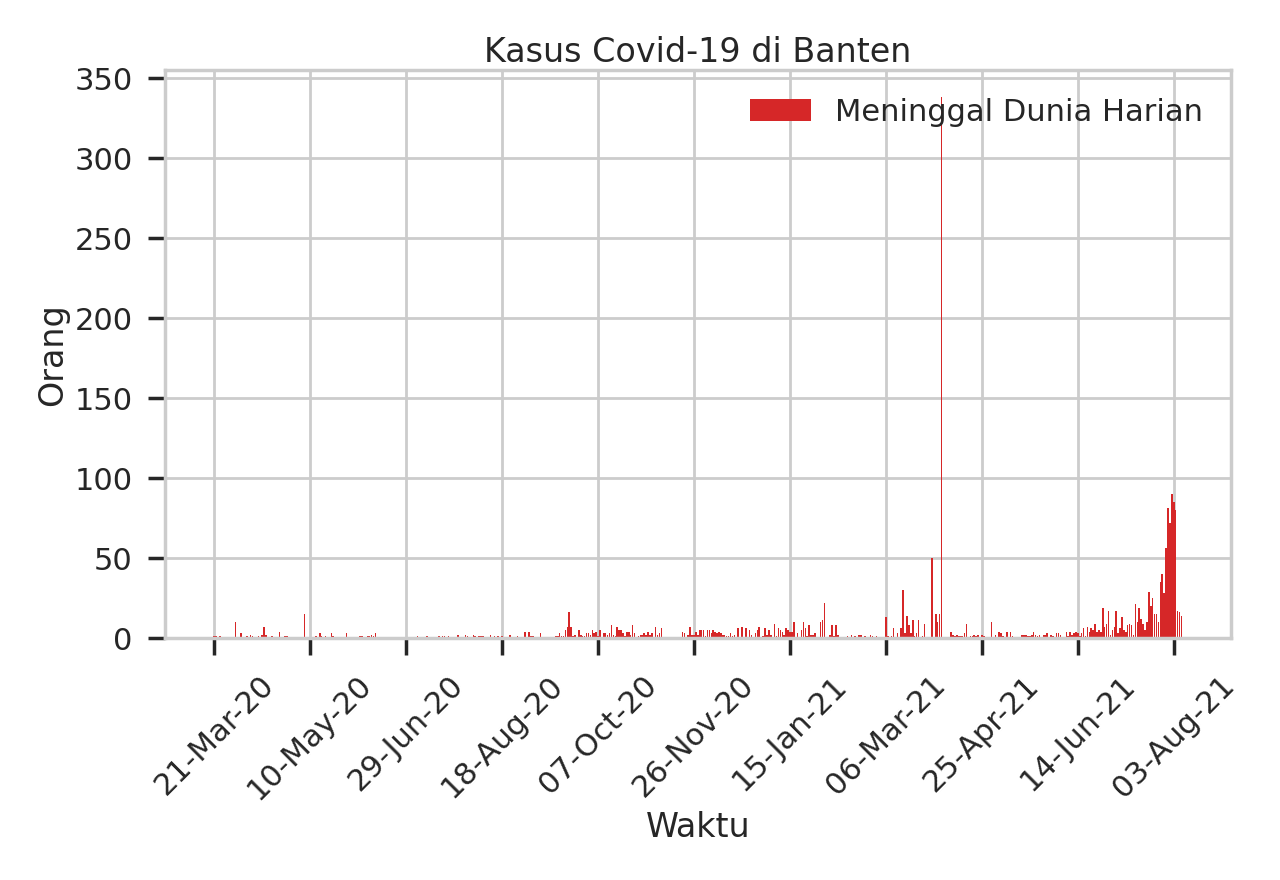 Kasus Covid-19 di Banten
Meninggal Dunia Harian
Orang
350
300
250
200
150
100
50
0
21-Mar-20
10-May-20
29-Jun-20
18-Aug-20
07-Oct-20
26-Nov-20
15-Jan-21
06-Mar-21
25-Apr-21
14-Jun-21
03-Aug-21
Waktu